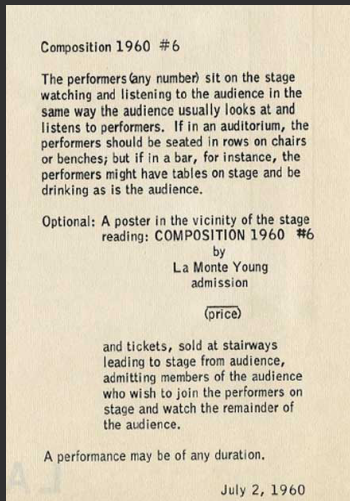 Composition 1960 #6
The performers (any number) sit on the stage
watching and listening to the audience in the
same way the audience usually looks at and
listens to performers. If in an auditorium, the
performers should be seated in rows on chairs
or benches; but if in a bar, for instance, the
performers might have tables on stage and be
drinking as is the audience.
Optional: A poster in the vicinity of the stage
reading: COMPOSITION 1960 #6
by
La Monte Young
admission
(price)
and tickets, sold at stairways
leading to stage from audience,
admitting members of the audience
who wish to join the performers on
stage and watch the remainder of
the audience.
A performance may be of any duration.
July 2, 1960